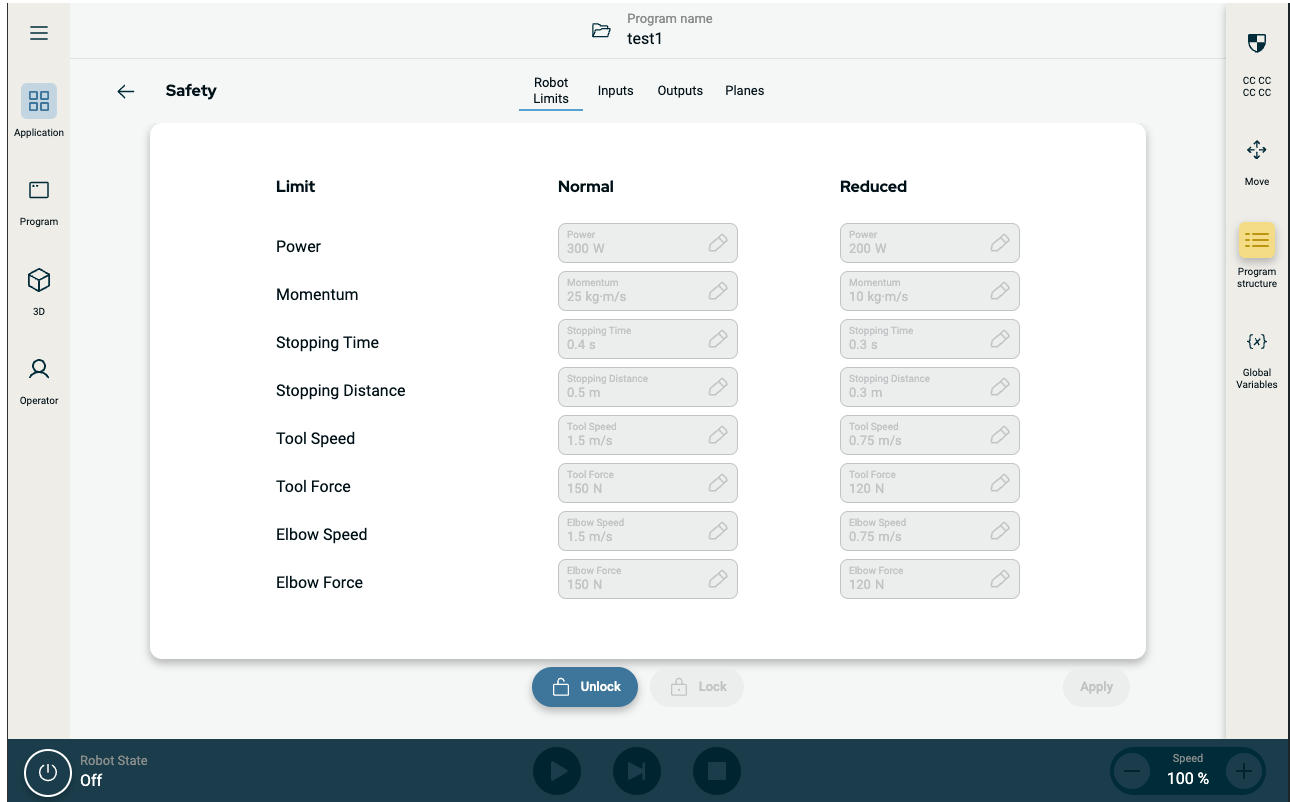 Program name
test1
Safety
Robot
Limits
Inputs
Outputs
Planes
Application
Program
3D
Operator
Limit
Normal
Reduced
Power
Power
300 W
Power
200 W
Momentum
Momentum
25 kg·m/s
Momentum
10 kg·m/s
Stopping Time
Stopping Time
0.4 s
Stopping Time
0.3 s
Stopping Distance
Stopping Distance
0.5 m
Stopping Distance
0.3 m
Tool Speed
Tool Speed
1.5 m/s
Tool Speed
0.75 m/s
Tool Force
Tool Force
150 N
Tool Force
120 N
Elbow Speed
Elbow Speed
1.5 m/s
Elbow Speed
0.75 m/s
Elbow Force
Elbow Force
150 N
Elbow Force
120 N
Unlock
Lock
Apply
CC CC
CC CC
Move
Program
structure
{x}
Global
Variables
Robot State
Off
Speed
100 %